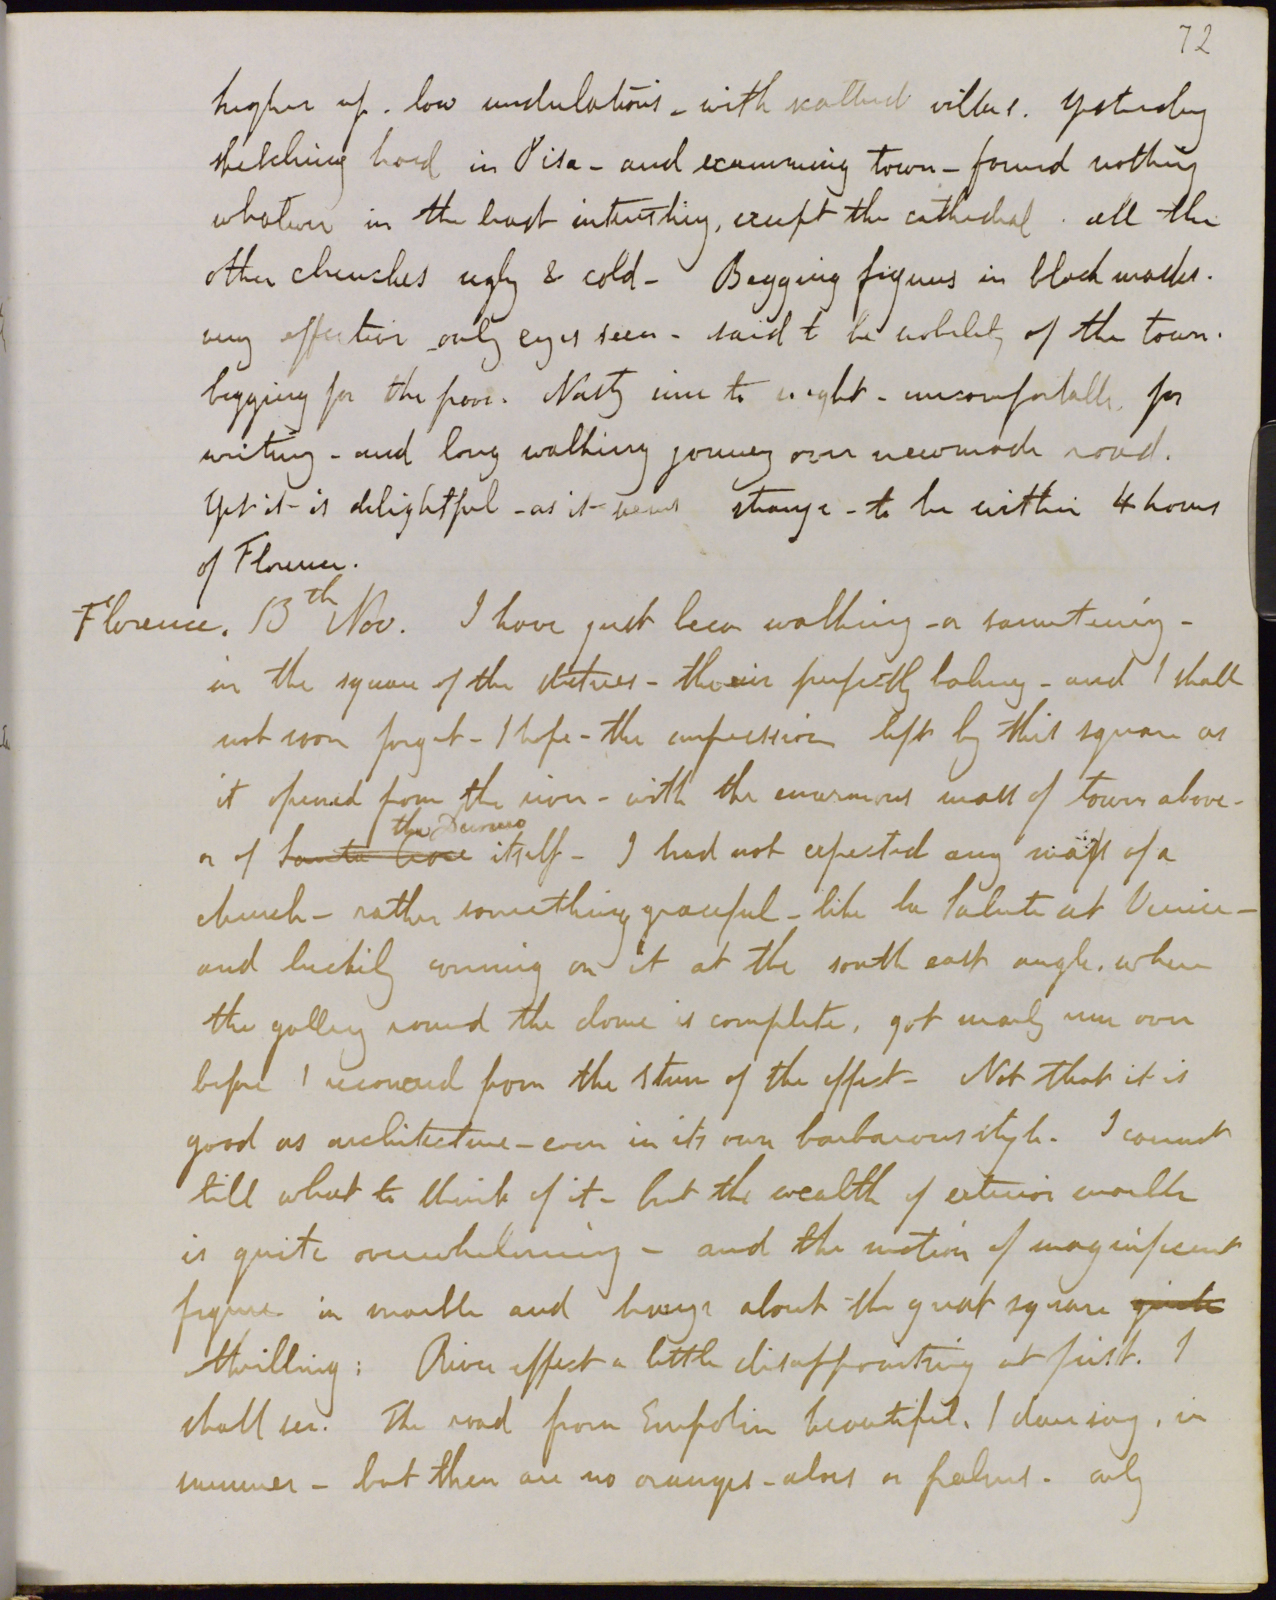 72
higher up. low undulations - with scattered villas. Yesterday
sketching hard in Pisa - and examining town - found nothing
whatever in the least interesting, except the cathedral. all the
other churches ugly & cold - Begging figures in black masks.
very effective only eyes seen - said to be nobility of the town.
begging for the poor. Nasty inn to night - uncomfortable for
writing - and long walking journey over newmade road.
Yet it is delightful - as it seems strange - to be within 4 hours
of Florence.
Florence. 13th Nov. I have just been walking - or sauntering -
in the square of the statues - the air perfectly balmy - and I shall
not soon forget - I hope - the impression left by this square as
it opened from the river - with the enormous mass of tower above -
the Duomo
or of Santa Croce itself - I had not expected any mass of a
church - rather something graceful - like La Salute at Venice -
and luckily coming on it at the south east angle. where
the gallery round the dome is complete, got nearly run over
before I recovered from the stun of the effect - Not that it is
good as architecture - even in its own barbarous style. I cannot
tell what to think of it - but the wealth of exterior marble
is quite overwhelming - and the notion of magnificent
figures in marble and bronze about the great square quite
thrilling: River effect a little disappointing at first. I
shall see. The road from Empolin beautiful, I dare say, in
summer - but there are no oranges - aloes or palms. only